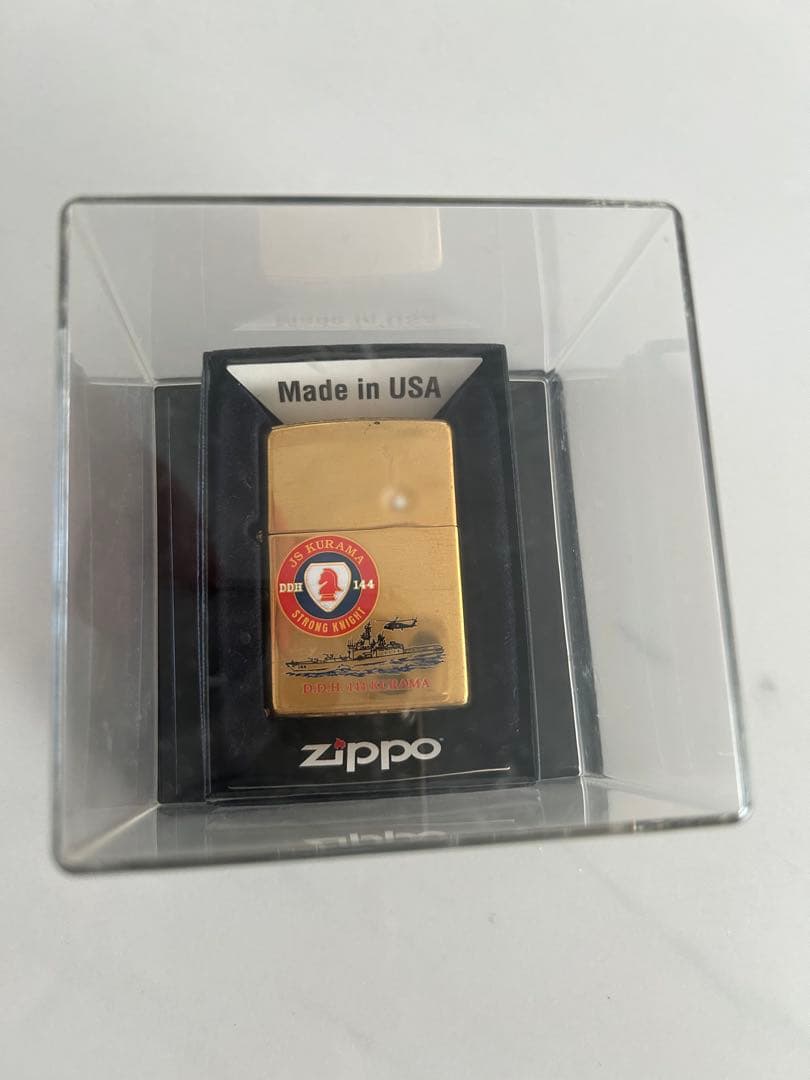 Made in USA
JS KURAMA
DDH 144
STRONG KNIGHT
D.D.H. 144 KURAMA
zippo